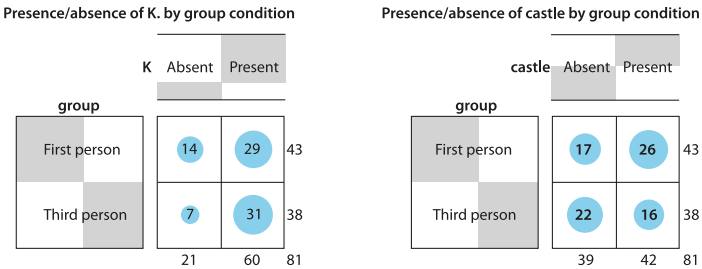 Presence/absence of K. by group condition
K Absent Present
group
First person 14 29 43
Third person 7 31 38
21 60 81
Presence/absence of castle by group condition
castle Absent Present
group
First person 17 26 43
Third person 22 16 38
39 42 81